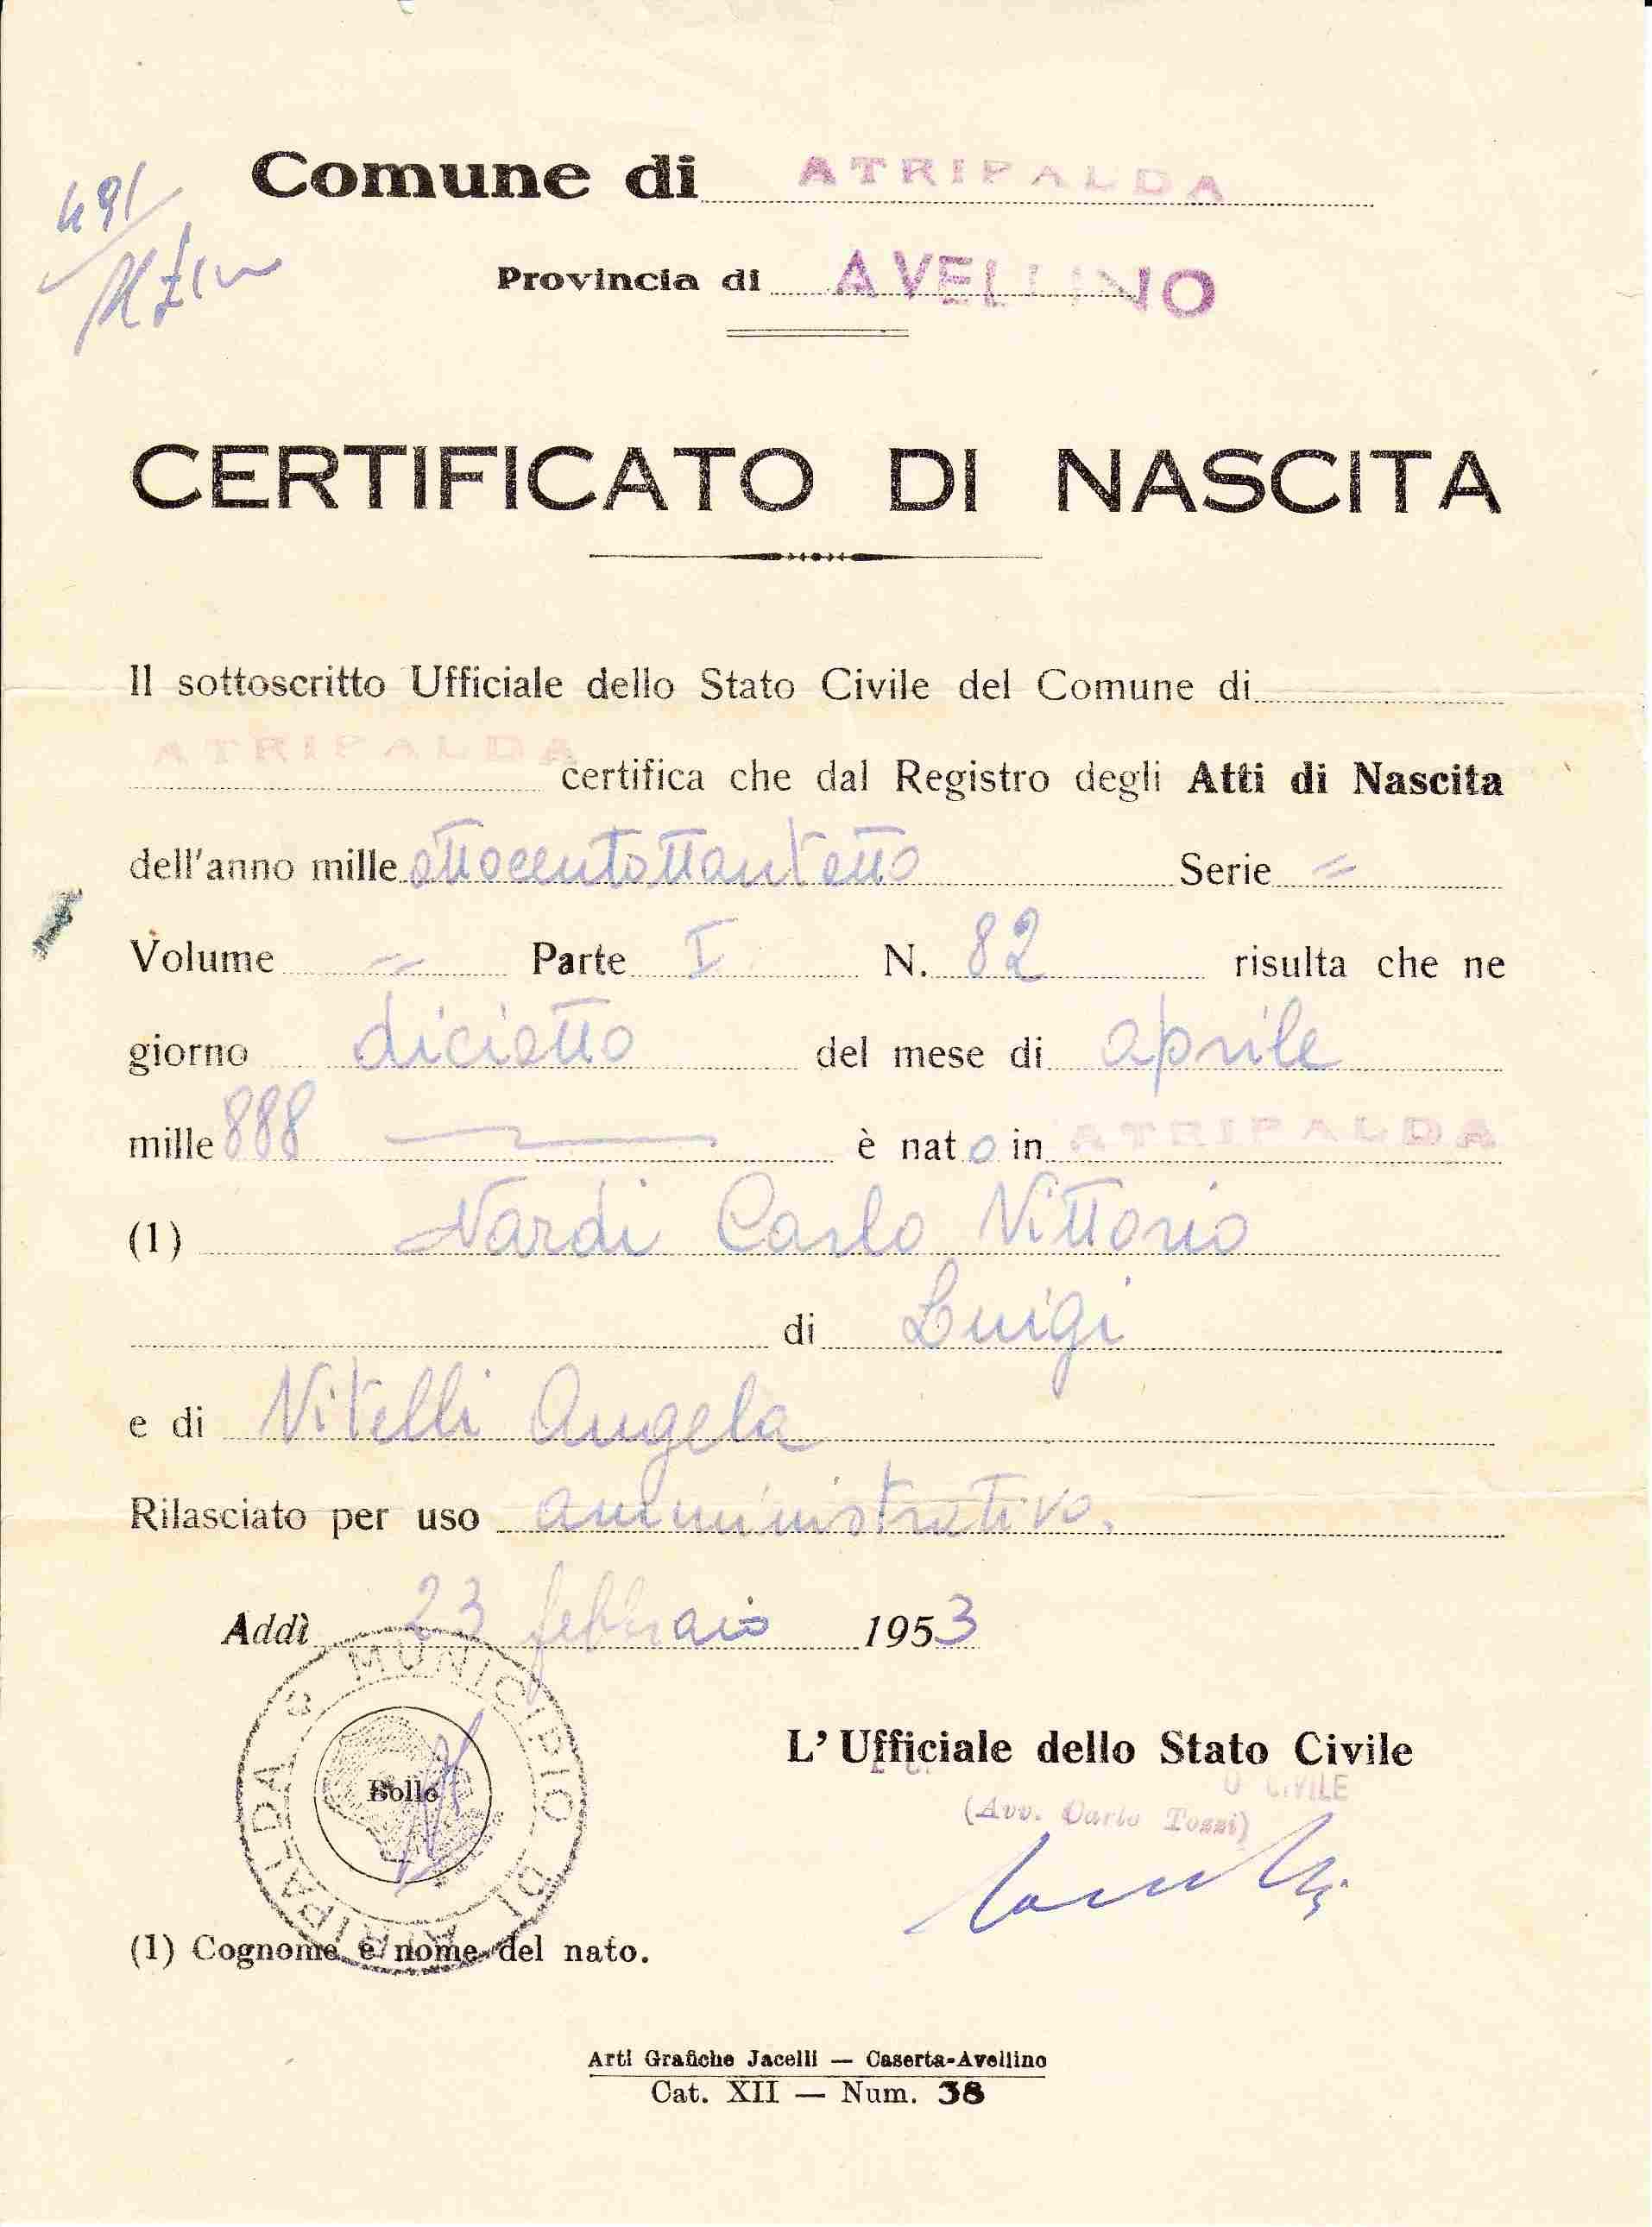 Comune di ATRIPALDA
491
Provincia di AVELLINO
CERTIFICATO DI NASCITA
Il sottoscritto Ufficiale dello Stato Civile del Comune di
ATRIPALDA certifica che dal Registro degli Atti di Nascita
dell'anno mille ottocentottantotto Serie =
Volume = Parte I N. 82 risulta che ne
giorno diciotto del mese di aprile
mille 888 è nato in ATRIPALDA
(1) Nardi Carlo Vittorio
di Luigi
e di Vitelli Angela
Rilasciato per uso amministrativo.
Addì 23 febbraio 1953
MUNICIPIO DI ATRIPALDA
Bollo
L'Ufficiale dello Stato Civile
CIVILE
(Avv. Carlo Tozzi)
(1) Cognome e nome del nato.
Arti Grafiche Jacelli — Caserta-Avellino
Cat. XII — Num. 38